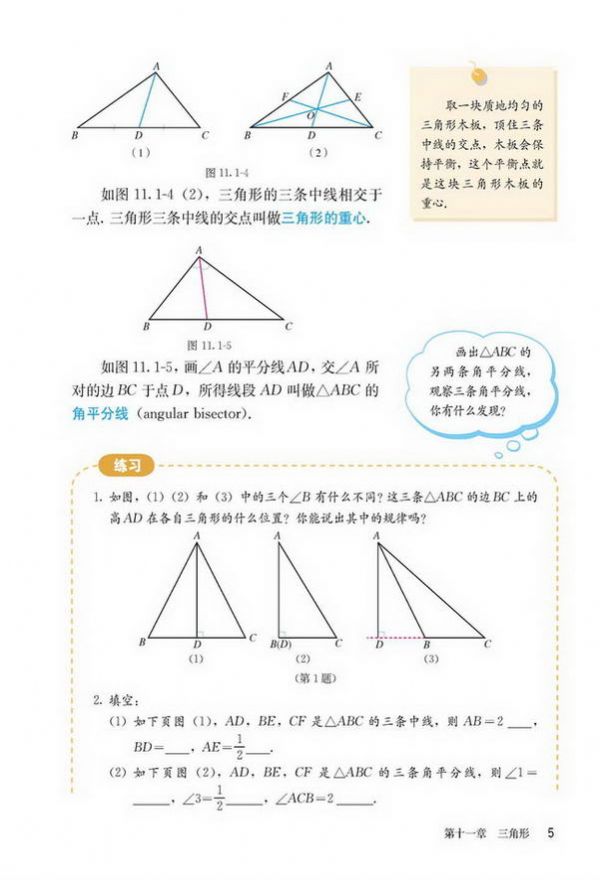 A
B
D
C
(1)
A
F
E
O
B
D
C
(2)
图 11.1-4
取一块质地均匀的
三角形木板，顶住三条
中线的交点，木板会保
持平衡，这个平衡点就
是这块三角形木板的
重心.
如图 11.1-4（2），三角形的三条中线相交于
一点. 三角形三条中线的交点叫做三角形的重心.
A
B
D
C
图 11.1-5
如图 11.1-5，画∠A 的平分线AD，交∠A 所
对的边 BC 于点 D，所得线段 AD 叫做△ABC 的
角平分线（angular bisector）.
画出△ABC 的
另两条角平分线，
观察三条角平分线，
你有什么发现？
练习
1. 如图，(1) (2) 和 (3) 中的三个∠B 有什么不同？这三条△ABC 的边 BC 上的
高 AD 在各自三角形的什么位置？你能说出其中的规律吗？
A
B
D
C
(1)
A
B(D)
C
(2)
A
D
B
C
(3)
（第 1 题）
2. 填空：
(1) 如下页图 (1)，AD，BE，CF 是△ABC 的三条中线，则 AB=2 ___，
BD=___，AE=1/2 ___.
(2) 如下页图 (2)，AD，BE，CF 是△ABC 的三条角平分线，则∠1=
____，∠3=1/2 ____，∠ACB=2 ____.
第十一章 三角形 5